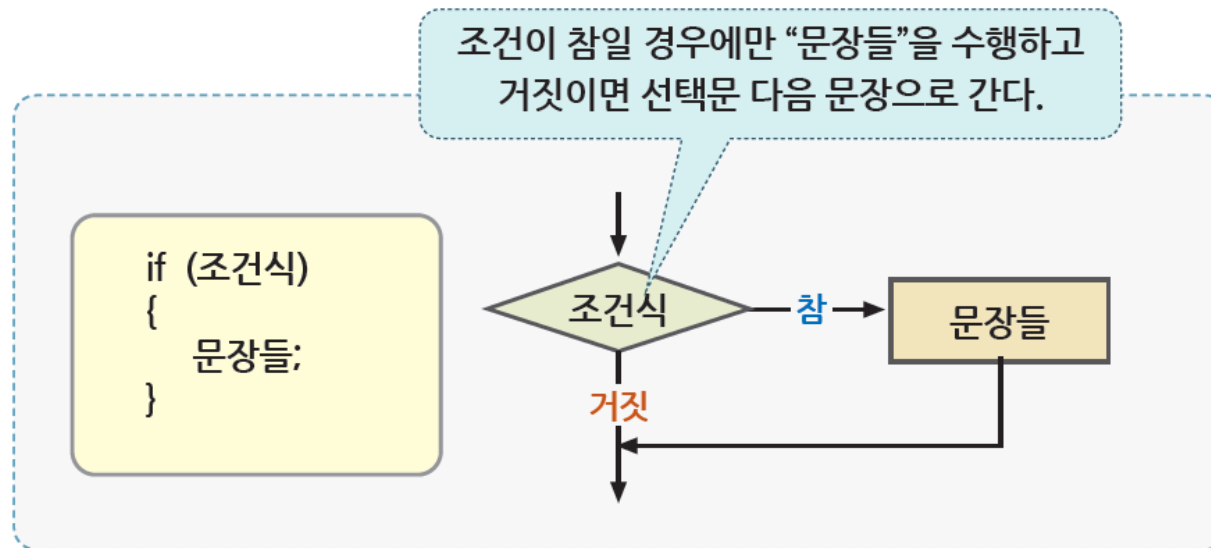 조건이 참일 경우에만 “문장들”을 수행하고
거짓이면 선택문 다음 문장으로 간다.
if (조건식)
{
문장들;
}
조건식
참
문장들
거짓